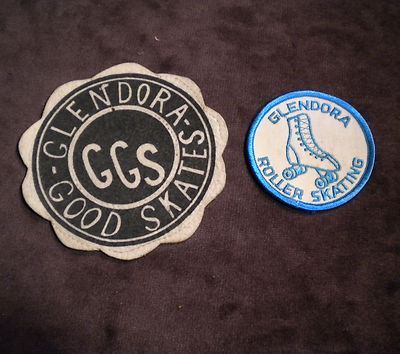 -GLENDORA-
GGS
GOOD SKATES
GLENDORA
ROLLER SKATING